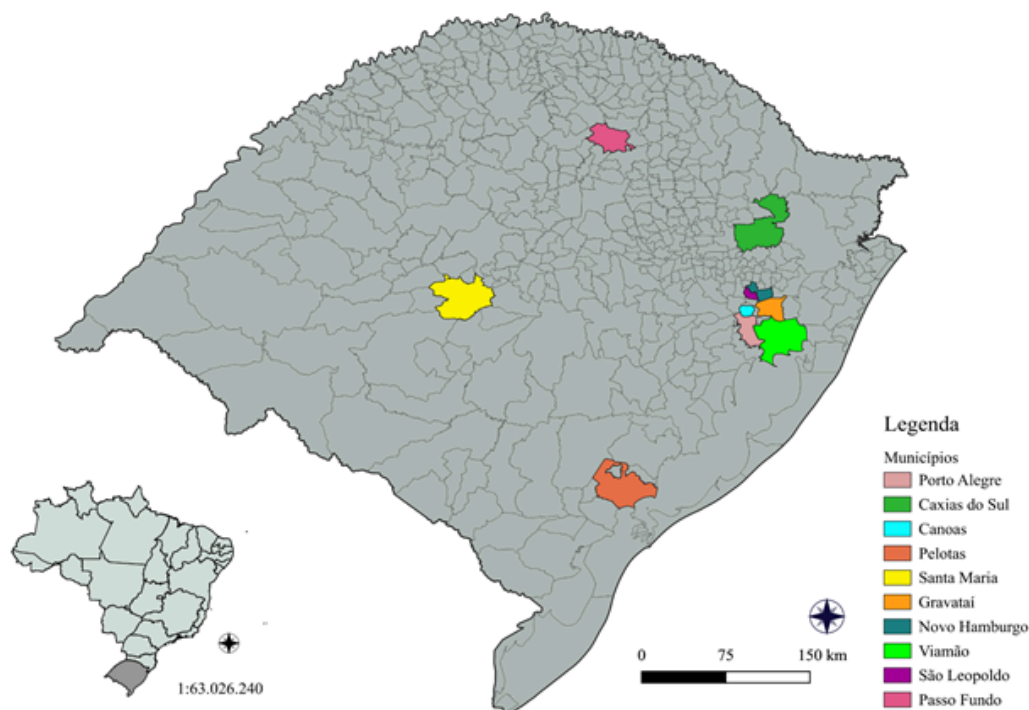 Legenda
Municípios
Porto Alegre
Caxias do Sul
Canoas
Pelotas
Santa Maria
Gravataí
Novo Hamburgo
Viamão
São Leopoldo
Passo Fundo
0 75 150 km
1:63.026.240